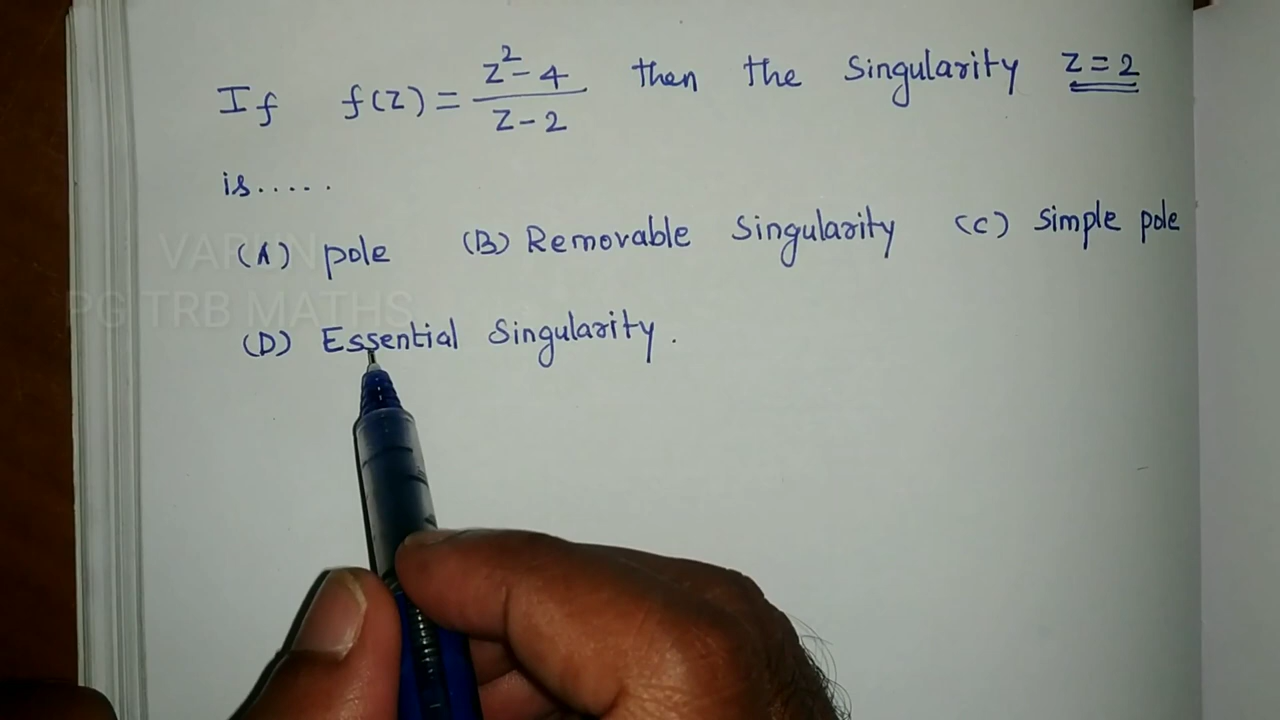 If f(z) = z² - 4 / z - 2 then the singularity z = 2
is.....
(A) pole (B) Removable singularity (C) simple pole
(D) Essential singularity.
VARUN
PG TRB MATHS